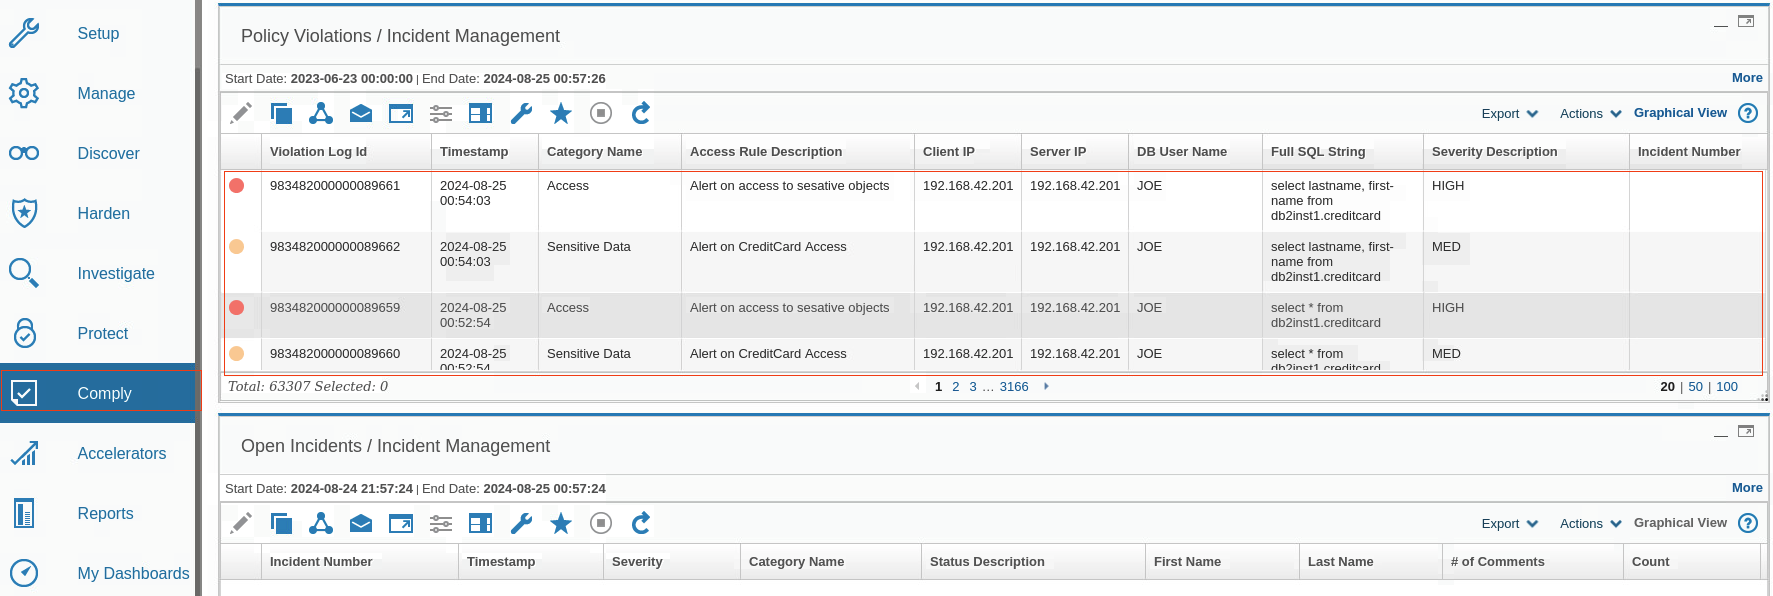 Setup
Manage
Discover
Harden
Investigate
Protect
Comply
Accelerators
Reports
My Dashboards
Policy Violations / Incident Management
Start Date: 2023-06-23 00:00:00 | End Date: 2024-08-25 00:57:26
More
Export Actions Graphical View ?
Violation Log Id Timestamp Category Name Access Rule Description Client IP Server IP DB User Name Full SQL String Severity Description Incident Number
983482000000089661 2024-08-25 Access Alert on access to sesative objects 192.168.42.201 192.168.42.201 JOE select lastname, first- HIGH
00:54:03 name from
db2inst1.creditcard
983482000000089662 2024-08-25 Sensitive Data Alert on CreditCard Access 192.168.42.201 192.168.42.201 JOE select lastname, first- MED
00:54:03 name from
db2inst1.creditcard
983482000000089659 2024-08-25 Access Alert on access to sesative objects 192.168.42.201 192.168.42.201 JOE select * from HIGH
00:52:54 db2inst1.creditcard
983482000000089660 2024-08-25 Sensitive Data Alert on CreditCard Access 192.168.42.201 192.168.42.201 JOE select * from MED
00:52:54 db2inst1.creditcard
Total: 63307 Selected: 0 1 2 3 ... 3166 20 | 50 | 100
Open Incidents / Incident Management
Start Date: 2024-08-24 21:57:24 | End Date: 2024-08-25 00:57:24
More
Export Actions Graphical View ?
Incident Number Timestamp Severity Category Name Status Description First Name Last Name # of Comments Count